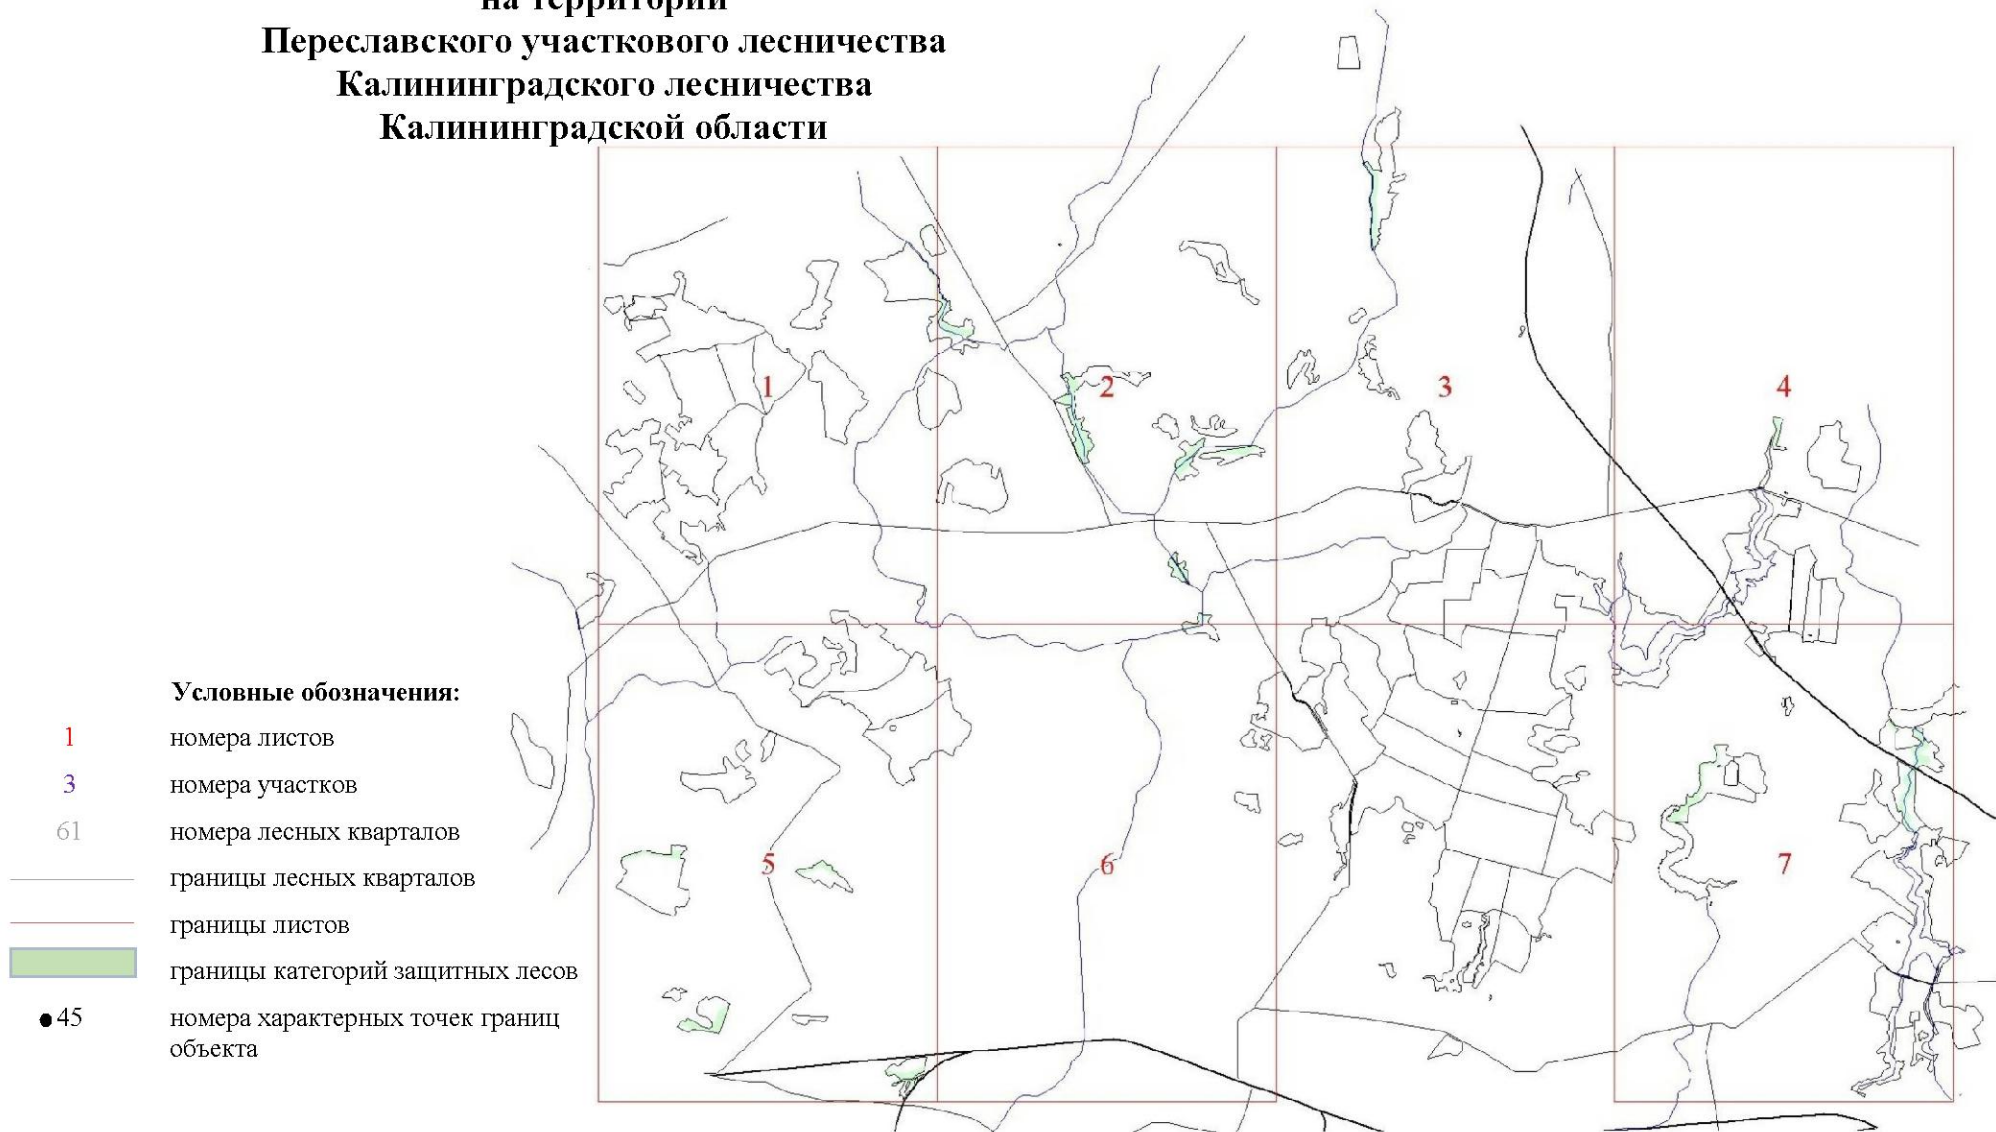 на территории
Переславского участкового лесничества
Калининградского лесничества
Калининградской области
1
2
3
4
5
6
7
Условные обозначения:
1 номера листов
3 номера участков
61 номера лесных кварталов
границы лесных кварталов
границы листов
границы категорий защитных лесов
45 номера характерных точек границ
объекта